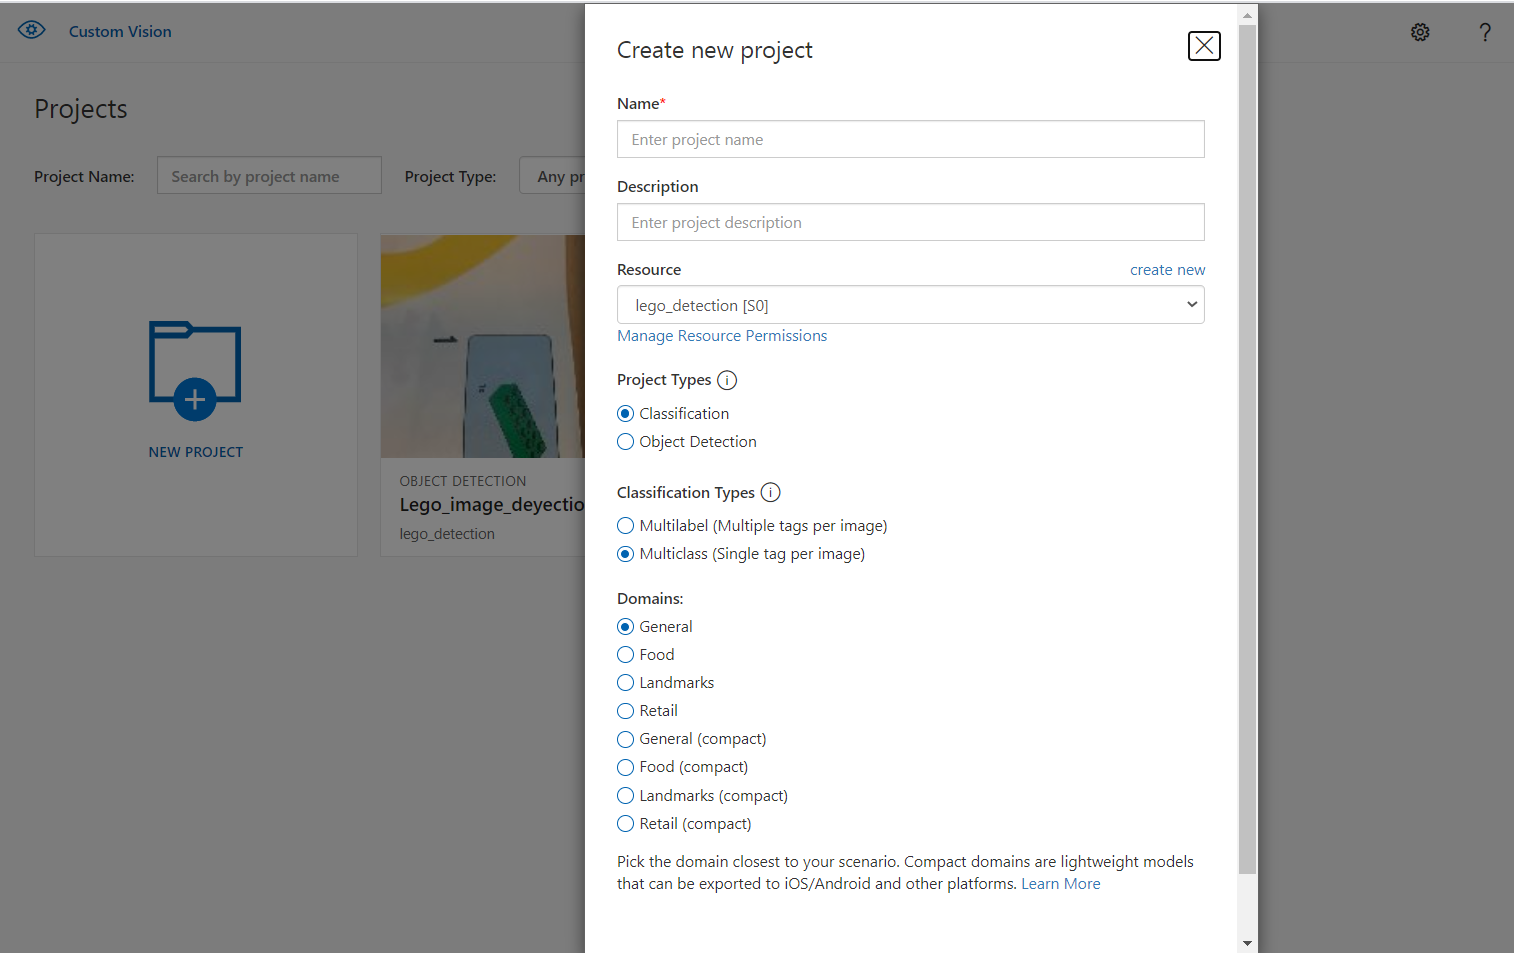 Custom Vision
?
Projects
Project Name:
Search by project name
Project Type:
Any pr
NEW PROJECT
OBJECT DETECTION
Lego_image_deyectio
lego_detection
Create new project
Name*
Enter project name
Description
Enter project description
Resource
create new
lego_detection [S0]
Manage Resource Permissions
Project Types
Classification
Object Detection
Classification Types
Multilabel (Multiple tags per image)
Multiclass (Single tag per image)
Domains:
General
Food
Landmarks
Retail
General (compact)
Food (compact)
Landmarks (compact)
Retail (compact)
Pick the domain closest to your scenario. Compact domains are lightweight models
that can be exported to iOS/Android and other platforms. Learn More